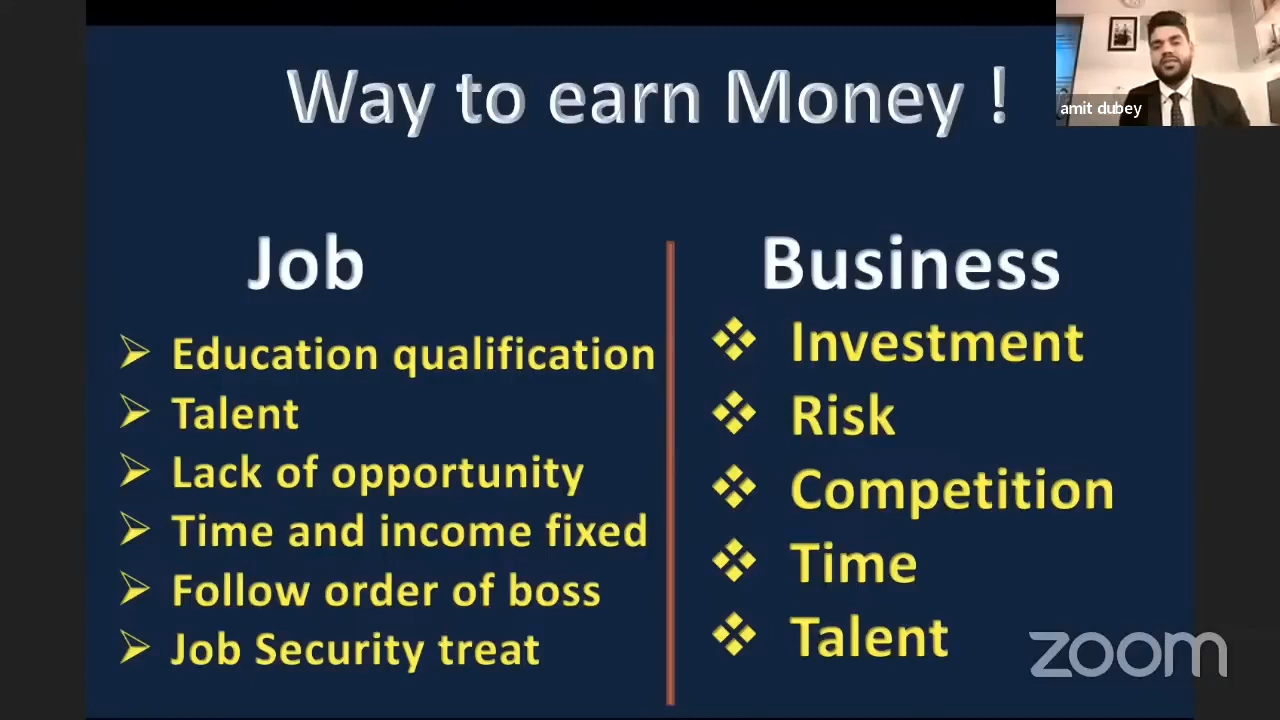 Way to earn Money !
amit dubey
Job
Education qualification
Talent
Lack of opportunity
Time and income fixed
Follow order of boss
Job Security treat
Business
Investment
Risk
Competition
Time
Talent
zoom